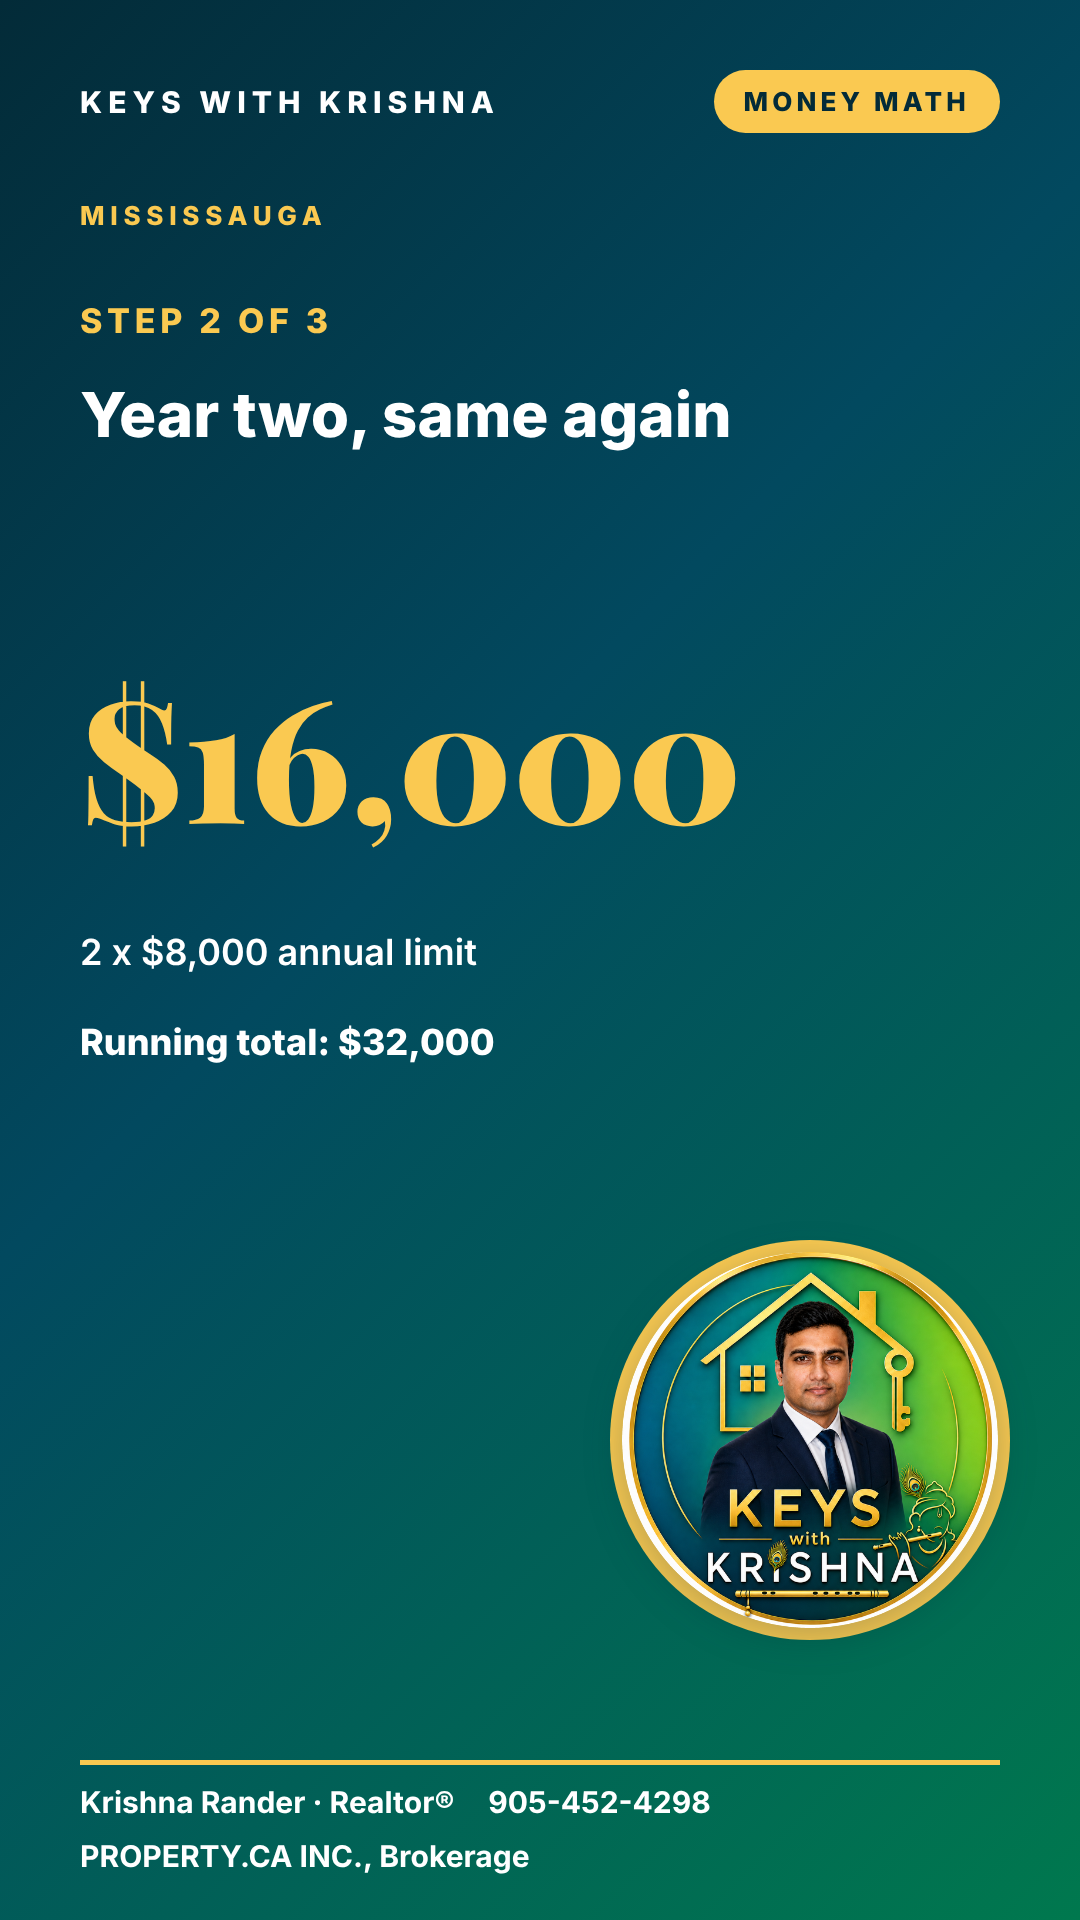 KEYS WITH KRISHNA
MONEY MATH
MISSISSAUGA
STEP 2 OF 3
Year two, same again
$16,000
2 x $8,000 annual limit
Running total: $32,000
KEYS
with
KRISHNA
Krishna Rander · Realtor® 905-452-4298
PROPERTY.CA INC., Brokerage